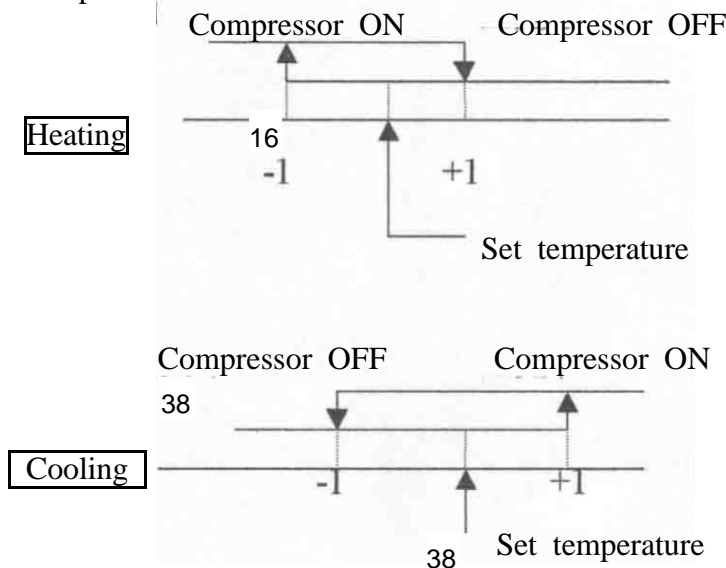 Compressor ON Compressor OFF
Heating
16
-1 +1
Set temperature
Compressor OFF Compressor ON
38
Cooling
-1 +1
38 Set temperature